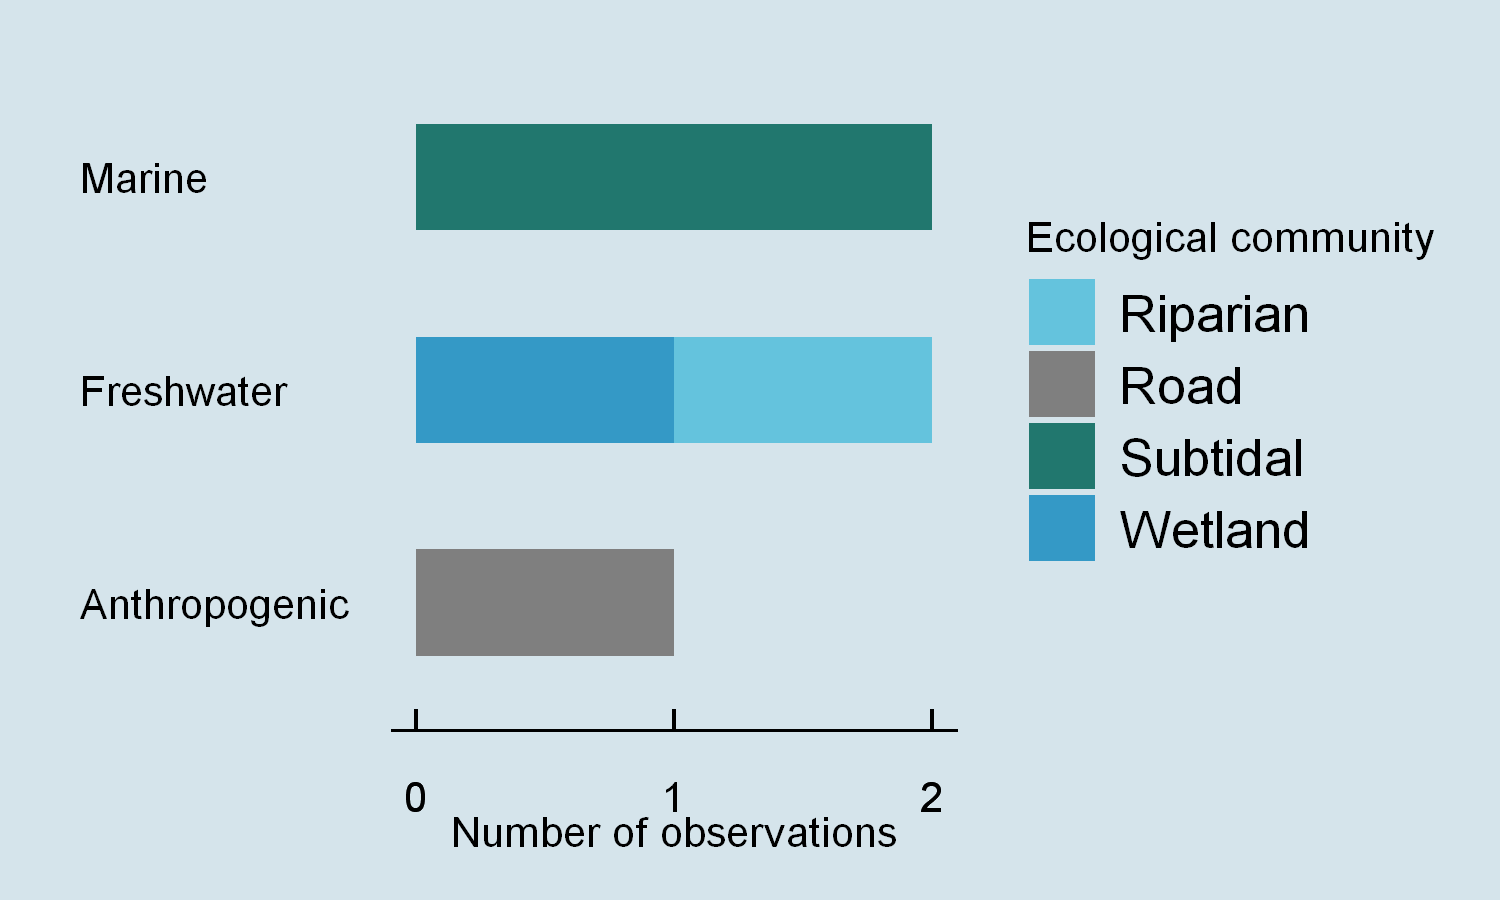 Marine
Freshwater
Anthropogenic
0 1 2
Number of observations
Ecological community
Riparian
Road
Subtidal
Wetland